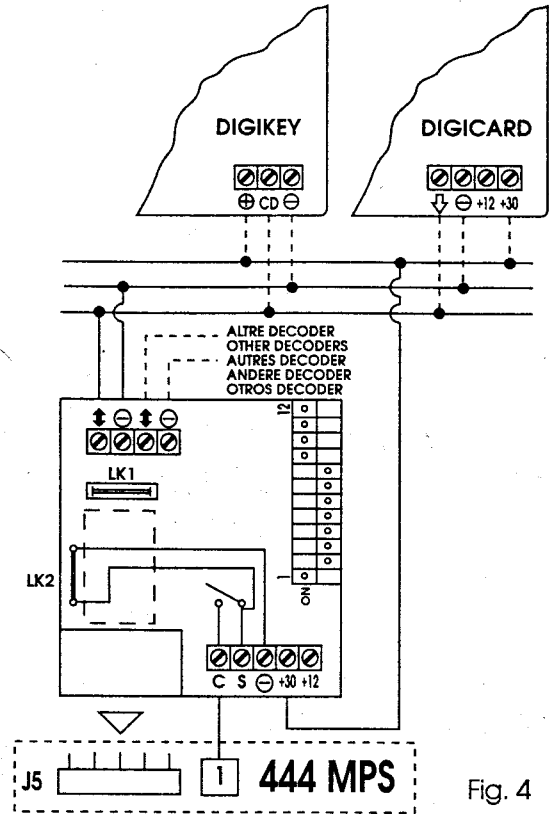 DIGIKEY
DIGICARD
⊕ CD ⊖
⇩ ⊖ +12 +30
ALTRE DECODER
OTHER DECODERS
AUTRES DECODER
ANDERE DECODER
OTROS DECODER
⬍ ⊖ ⬍ ⊖
12
LK1
LK2
1
ON
C S ⊖ +30 +12
J5
1
444 MPS
Fig. 4